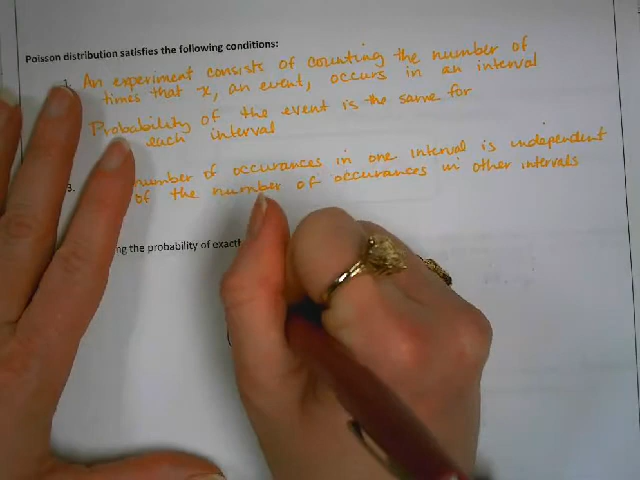 Poisson distribution satisfies the following conditions:
1. An experiment consists of counting the number of
times that x, an event, occurs in an interval
Probability of the event is the same for
each interval
3. number of occurances in one interval is independent
of the number of occurances in other intervals
the probability of